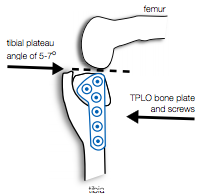 femur
tibial plateau
angle of 5-7°
TPLO bone plate
and screws
tibia